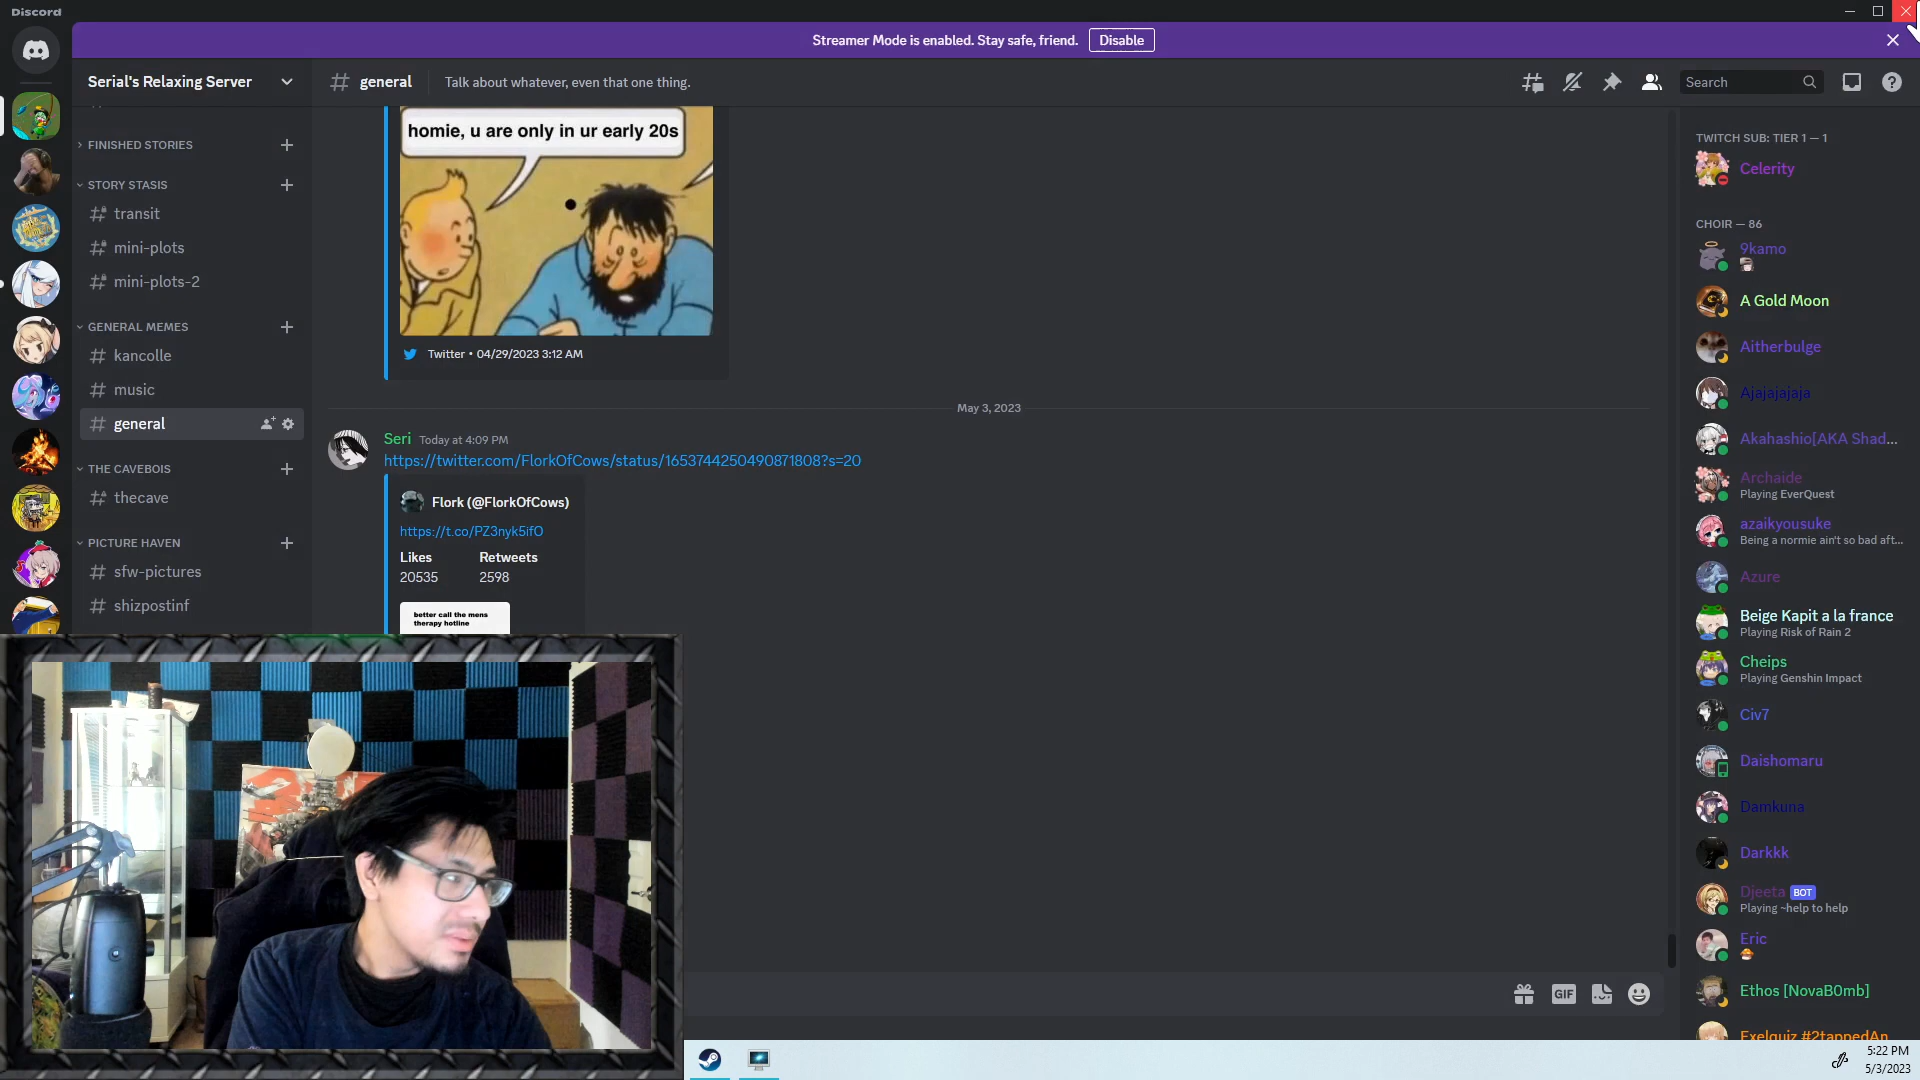 Discord
Streamer Mode is enabled. Stay safe, friend.
Disable
Serial's Relaxing Server
general
Talk about whatever, even that one thing.
Search
FINISHED STORIES
STORY STASIS
transit
mini-plots
mini-plots-2
GENERAL MEMES
kancolle
music
general
THE CAVEBOIS
thecave
PICTURE HAVEN
sfw-pictures
shizpostinf
homie, u are only in ur early 20s
Twitter • 04/29/2023 3:12 AM
May 3, 2023
Seri Today at 4:09 PM
https://twitter.com/FlorkOfCows/status/1653744250490871808?s=20
Flork (@FlorkOfCows)
https://t.co/PZ3nyk5ifO
Likes Retweets
20535 2598
better call the mens
therapy hotline
GIF
TWITCH SUB: TIER 1 — 1
Celerity
CHOIR — 86
9kamo
A Gold Moon
Aitherbulge
Ajajajajaja
Akahashio[AKA Shad...
Archaide
Playing EverQuest
azaikyousuke
Being a normie ain't so bad aft...
Azure
Beige Kapit a la france
Playing Risk of Rain 2
Cheips
Playing Genshin Impact
Civ7
Daishomaru
Damkuna
Darkkk
Djeeta BOT
Playing ~help to help
Eric
Ethos [NovaB0mb]
Exelguiz #2tappedAn
5:22 PM
5/3/2023